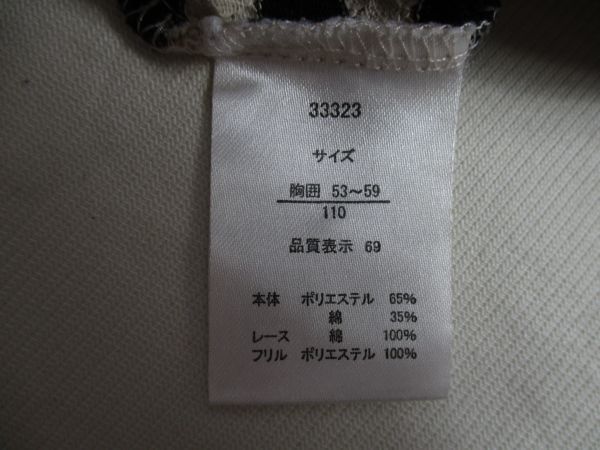 33323
サイズ
胸囲 53～59
110
品質表示 69
本体 ポリエステル 65%
綿 35%
レース 綿 100%
フリル ポリエステル 100%